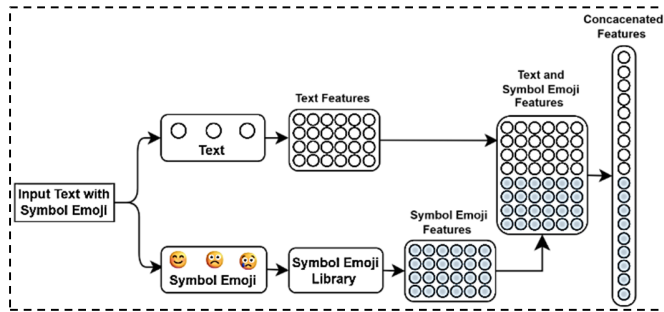 Concacenated
Features
Text and
Symbol Emoji
Features
Text Features
Text
Input Text with
Symbol Emoji
Symbol Emoji
Features
Symbol Emoji
Symbol Emoji
Library